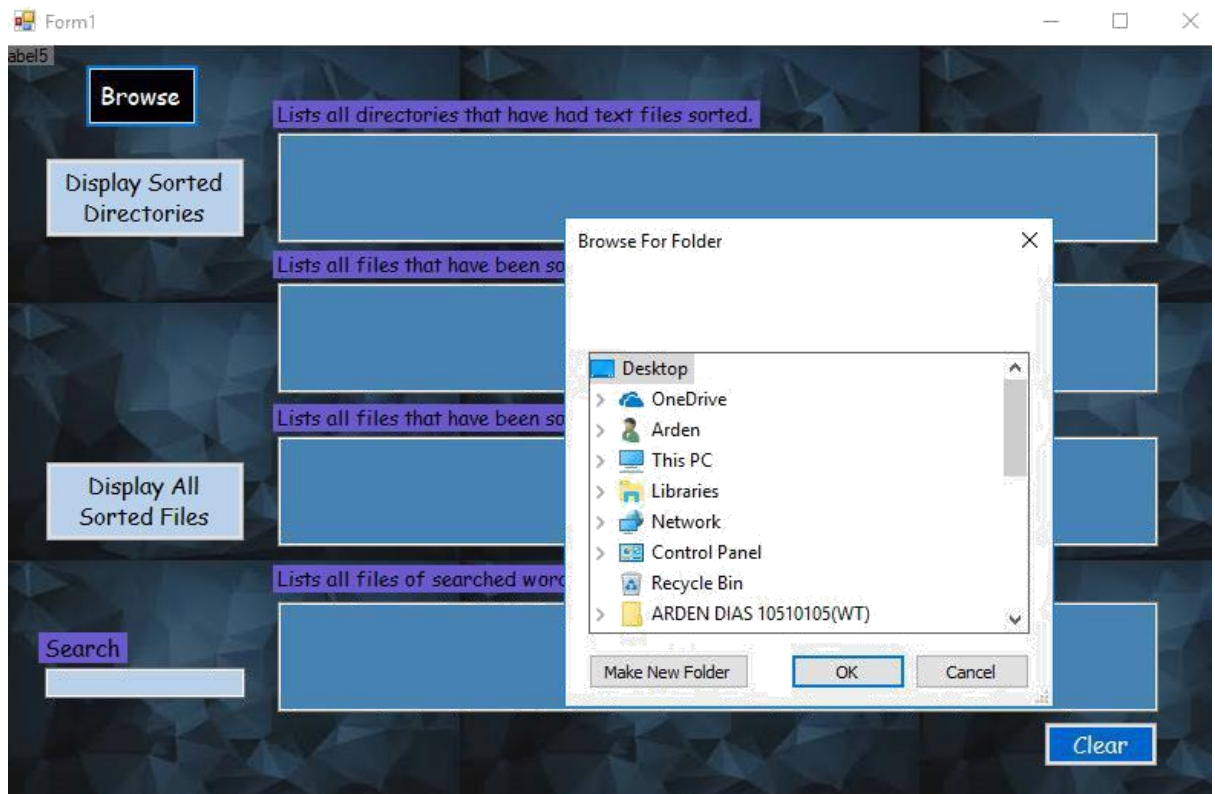 Form1
abel5
Browse
Lists all directories that have had text files sorted.
Display Sorted
Directories
Browse For Folder
Lists all files that have been so
Desktop
OneDrive
Arden
This PC
Libraries
Network
Control Panel
Recycle Bin
ARDEN DIAS 10510105(WT)
Lists all files that have been so
Display All
Sorted Files
Lists all files of searched word
Search
Make New Folder
OK
Cancel
Clear